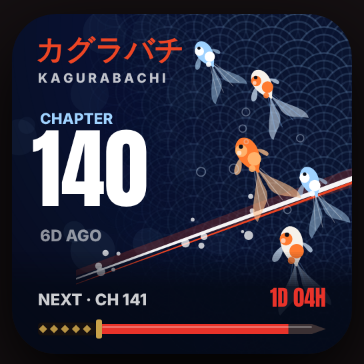 カグラバチ
KAGURABACHI
CHAPTER
140
6D AGO
NEXT · CH 141
1D 04H